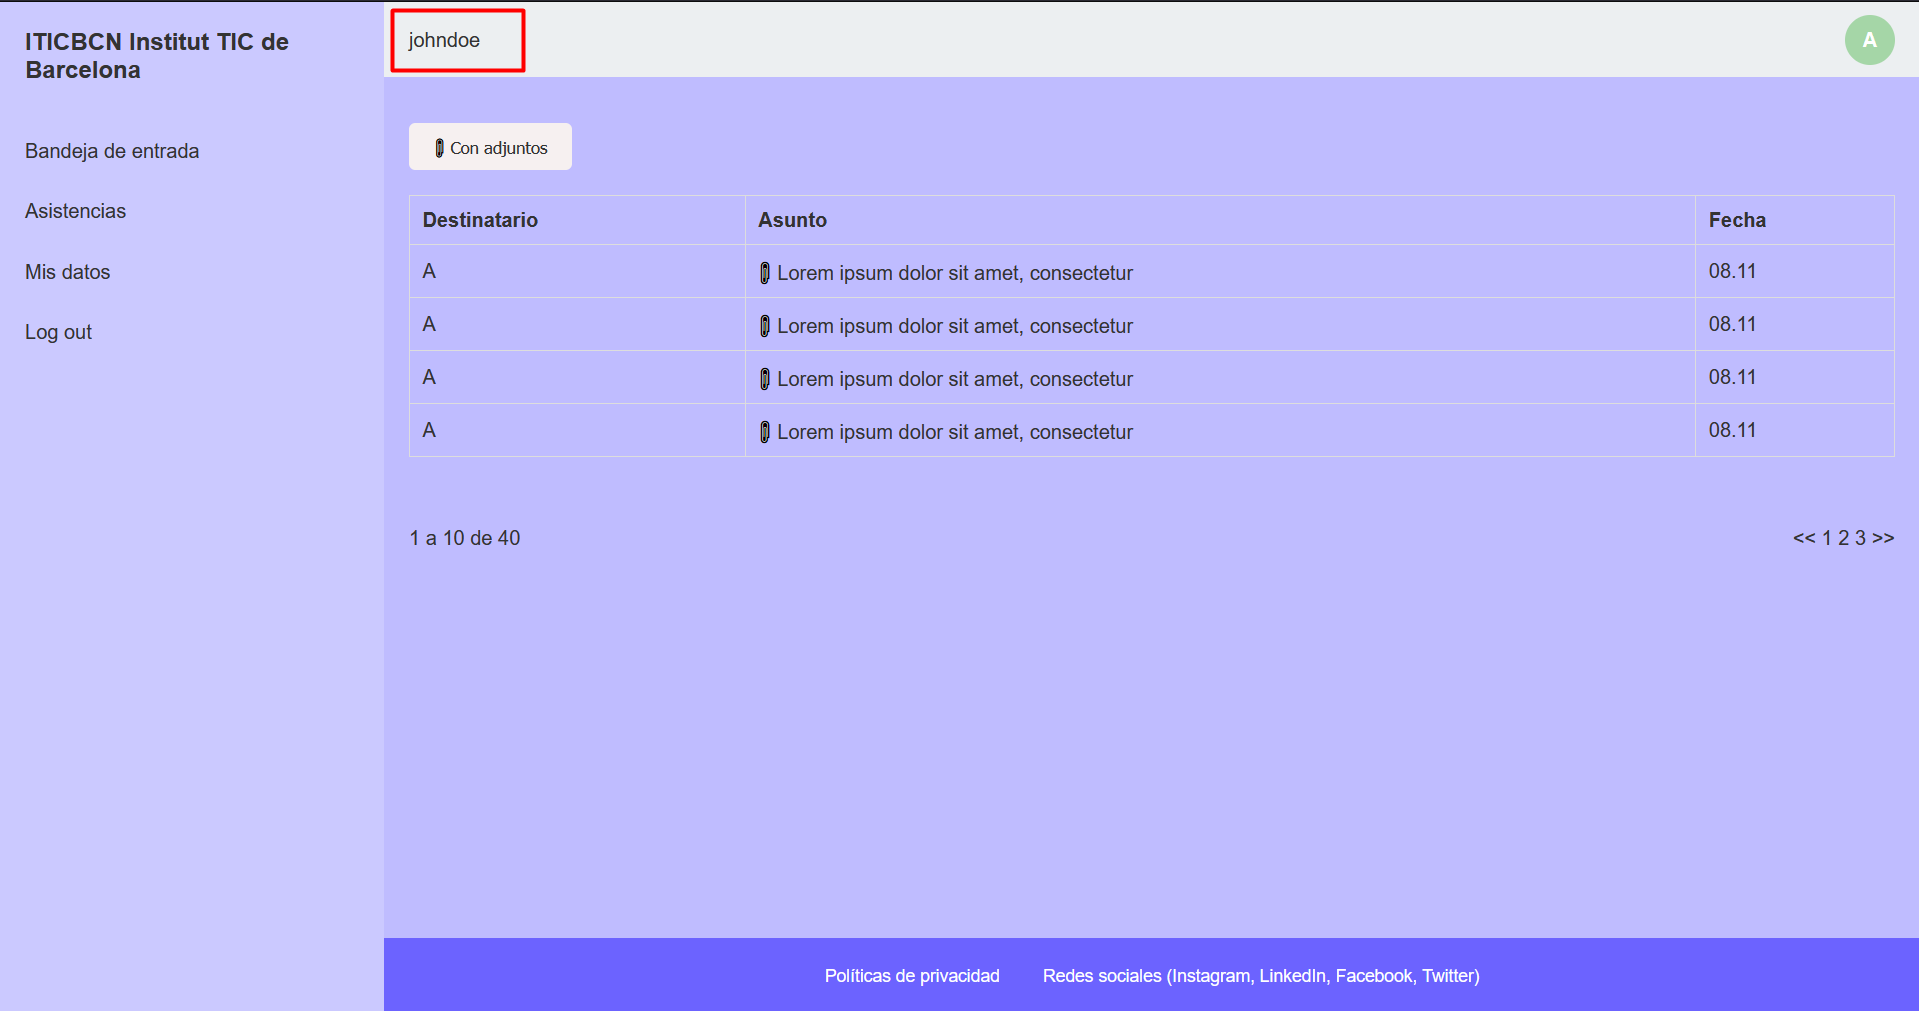 ITICBCN Institut TIC de
Barcelona
Bandeja de entrada
Asistencias
Mis datos
Log out
johndoe
A
Con adjuntos
Destinatario Asunto Fecha
A Lorem ipsum dolor sit amet, consectetur 08.11
A Lorem ipsum dolor sit amet, consectetur 08.11
A Lorem ipsum dolor sit amet, consectetur 08.11
A Lorem ipsum dolor sit amet, consectetur 08.11
1 a 10 de 40 << 1 2 3 >>
Políticas de privacidad Redes sociales (Instagram, LinkedIn, Facebook, Twitter)